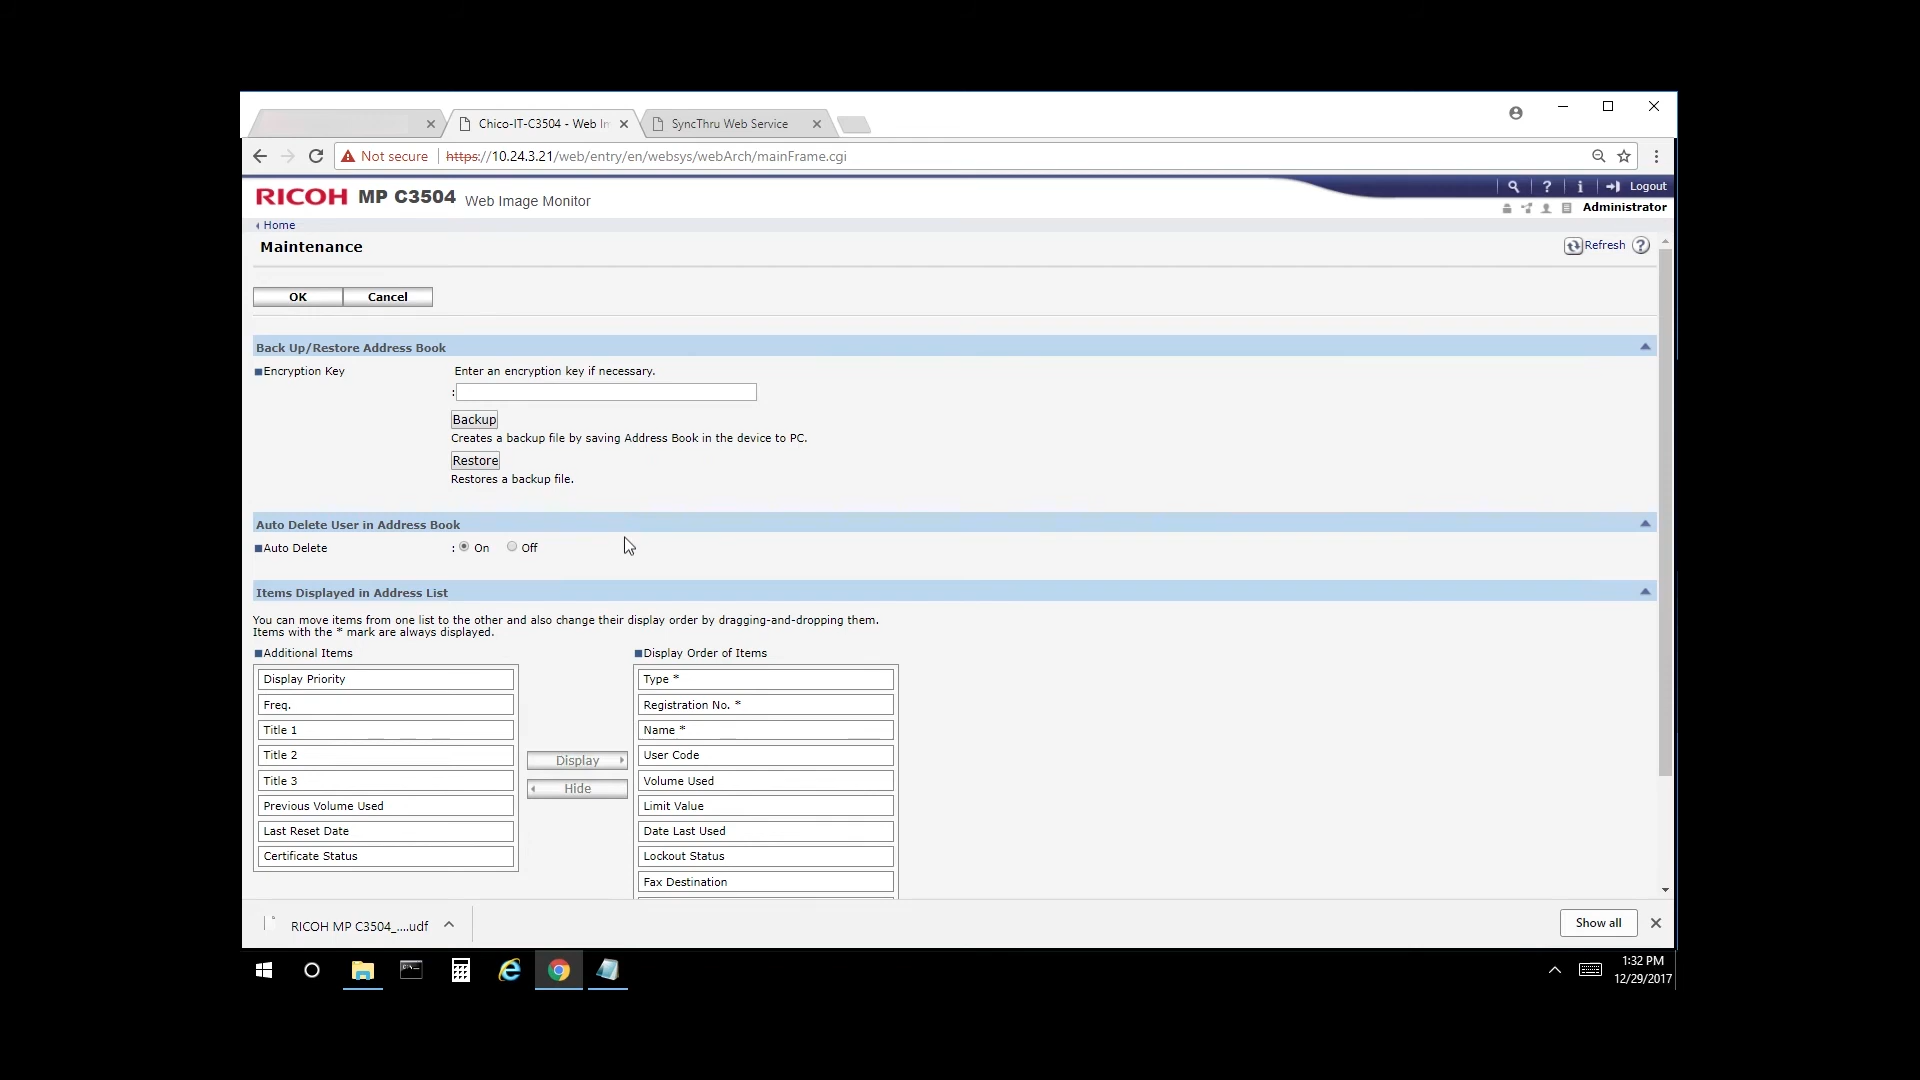 Chico-IT-C3504 - Web In
SyncThru Web Service
Not secure
https://10.24.3.21/web/entry/en/websys/webArch/mainFrame.cgi
RICOH MP C3504 Web Image Monitor
Logout
Administrator
Home
Maintenance
Refresh
OK
Cancel
Back Up/Restore Address Book
Encryption Key
Enter an encryption key if necessary.
:
Backup
Creates a backup file by saving Address Book in the device to PC.
Restore
Restores a backup file.
Auto Delete User in Address Book
Auto Delete : On Off
Items Displayed in Address List
You can move items from one list to the other and also change their display order by dragging-and-dropping them.
Items with the * mark are always displayed.
Additional Items
Display Priority
Freq.
Title 1
Title 2
Title 3
Previous Volume Used
Last Reset Date
Certificate Status
Display
Hide
Display Order of Items
Type *
Registration No. *
Name *
User Code
Volume Used
Limit Value
Date Last Used
Lockout Status
Fax Destination
RICOH MP C3504_....udf
Show all
1:32 PM
12/29/2017